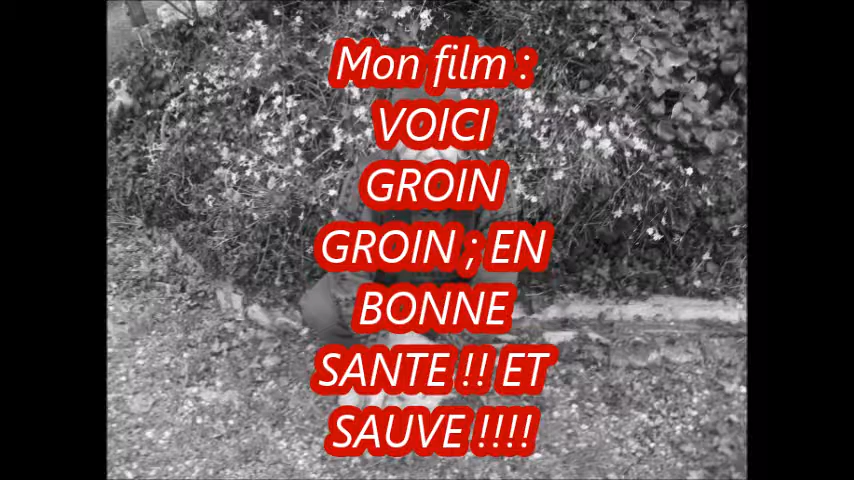 Mon film :
VOICI
GROIN
GROIN ; EN
BONNE
SANTE !! ET
SAUVE !!!!